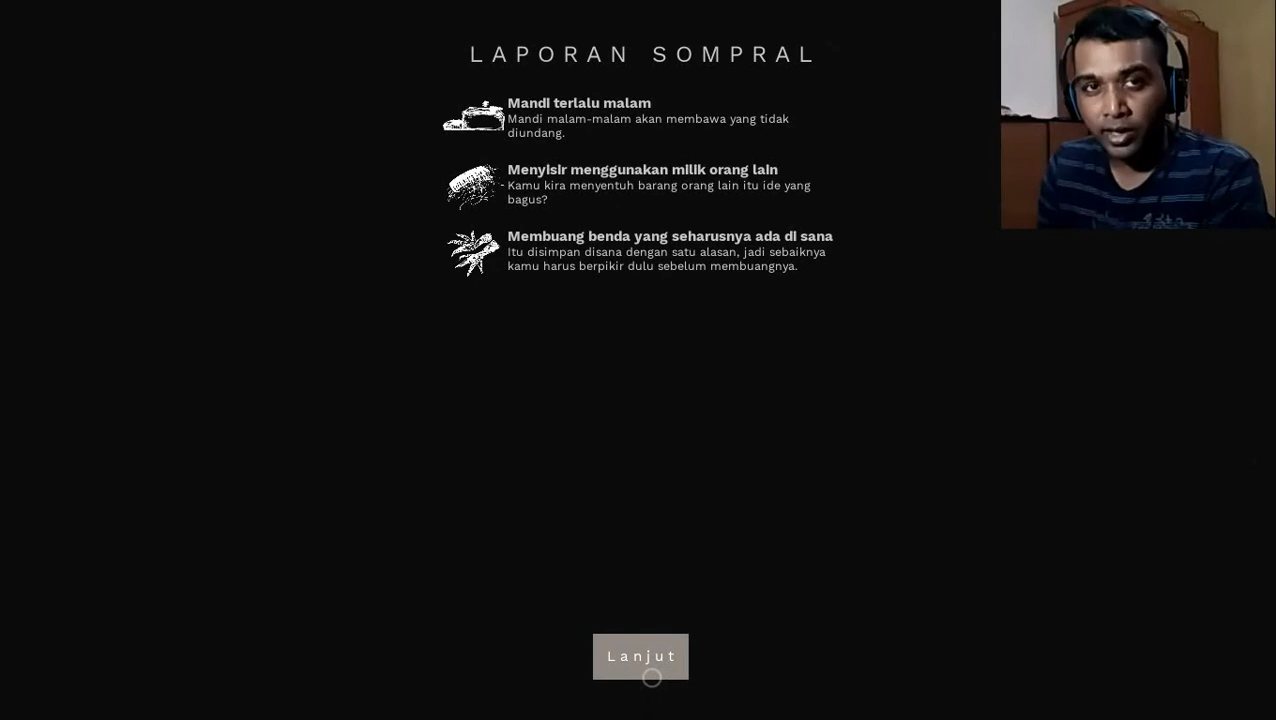 LAPORAN SOMPRAL
Mandi terlalu malam
Mandi malam-malam akan membawa yang tidak
diundang.
Menyisir menggunakan milik orang lain
Kamu kira menyentuh barang orang lain itu ide yang
bagus?
Membuang benda yang seharusnya ada di sana
Itu disimpan disana dengan satu alasan, jadi sebaiknya
kamu harus berpikir dulu sebelum membuangnya.
Lanjut